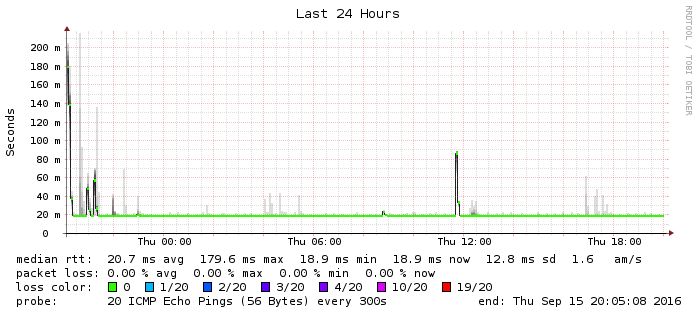 Last 24 Hours
RRDTOOL / TOBI OETIKER
Seconds
200 m
180 m
160 m
140 m
120 m
100 m
80 m
60 m
40 m
20 m
0
Thu 00:00 Thu 06:00 Thu 12:00 Thu 18:00
median rtt: 20.7 ms avg 179.6 ms max 18.9 ms min 18.9 ms now 12.8 ms sd 1.6 am/s
packet loss: 0.00 % avg 0.00 % max 0.00 % min 0.00 % now
loss color: 0 1/20 2/20 3/20 4/20 10/20 19/20
probe: 20 ICMP Echo Pings (56 Bytes) every 300s end: Thu Sep 15 20:05:08 2016